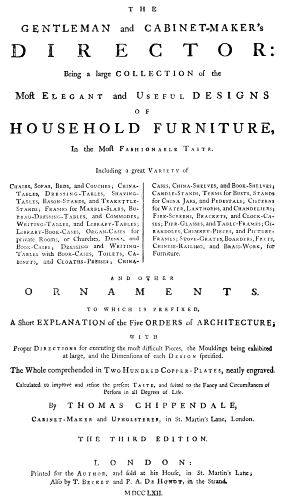 THE
GENTLEMAN and CABINET-MAKER's
DIRECTOR:
Being a large COLLECTION of the
Most ELEGANT and USEFUL DESIGNS
OF
HOUSEHOLD FURNITURE,
In the Most FASHIONABLE TASTE.
Including a great VARIETY of
CHAIRS, SOFAS, BEDS, and COUCHES; CHINA-
TABLES, DRESSING-TABLES, SHAVING-
TABLES, BASON-STANDS, and TEAKETTLE-
STANDS; FRAMES for MARBLE-SLABS, BU-
REAU-DRESSING-TABLES, and COMMODES;
WRITING-TABLES, and LIBRARY-TABLES;
LIBRARY-BOOK-CASES, ORGAN-CASES for
private Rooms, or Churches, DESKS, and
BOOK-CASES; DRESSING and WRITING-
TABLES with BOOK-CASES, TOILETS, CA-
BINETS, and CLOATHS-PRESSES; CHINA-
CASES, CHINA-SHELVES, and BOOK-SHELVES;
CANDLE-STANDS, TERMS for BUSTS, STANDS
for CHINA JARS, and PEDESTALS; CISTERNS
for WATER, LANTHORNS, and CHANDELIERS;
FIRE-SCREENS, BRACKETS, and CLOCK-CA-
SES; PIER-GLASSES, and TABLE-FRAMES; GI-
RANDOLES, CHIMNEY-PIECES, and PICTURE-
FRAMES; STOVE-GRATES, BOARDERS, FRETS,
CHINESE-RAILING, and BRASS-WORK, for
Furniture.
AND OTHER
ORNAMENTS.
TO WHICH IS PREFIXED,
A Short EXPLANATION of the Five ORDERS of ARCHITECTURE;
WITH
Proper DIRECTIONS for executing the most difficult Pieces, the Mouldings being exhibited
at large, and the Dimensions of each DESIGN specified.
The Whole comprehended in TWO HUNDRED COPPER-PLATES, neatly engraved.
Calculated to improve and refine the present TASTE, and suited to the Fancy and Circumstances of
Persons in all Degrees of Life.
By THOMAS CHIPPENDALE,
CABINET-MAKER and UPHOLSTERER, in St. Martin's Lane, London.
THE THIRD EDITION.
LONDON:
Printed for the AUTHOR, and sold at his House, in St. Martin's Lane;
Also by T. BECKET and P. A. DE HONDT, in the Strand.
MDCCLXII.